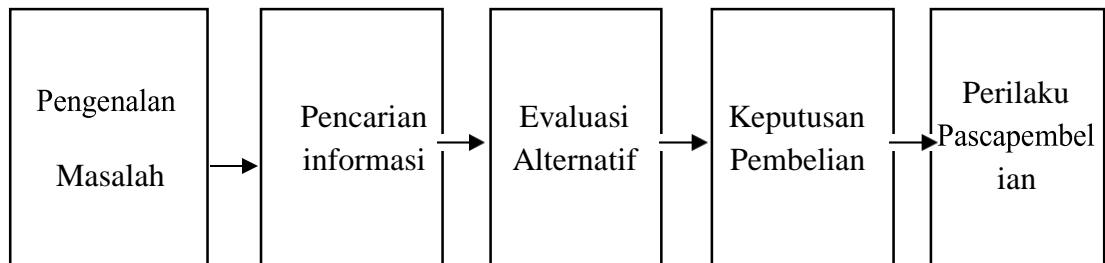 Pengenalan
Masalah
Pencarian
informasi
Evaluasi
Alternatif
Keputusan
Pembelian
Perilaku
Pascapembel
ian